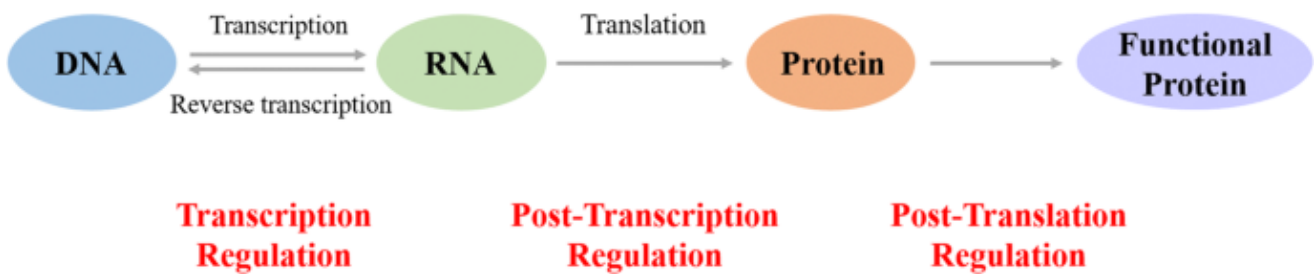 Transcription
DNA
RNA
Reverse transcription
Translation
Protein
Functional
Protein
Transcription
Regulation
Post-Transcription
Regulation
Post-Translation
Regulation